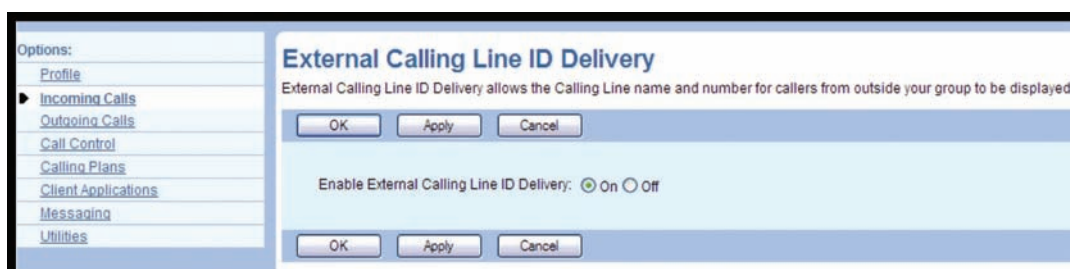 Options:
Profile
Incoming Calls
Outgoing Calls
Call Control
Calling Plans
Client Applications
Messaging
Utilities
External Calling Line ID Delivery
External Calling Line ID Delivery allows the Calling Line name and number for callers from outside your group to be displayed
OK Apply Cancel
Enable External Calling Line ID Delivery: On Off
OK Apply Cancel